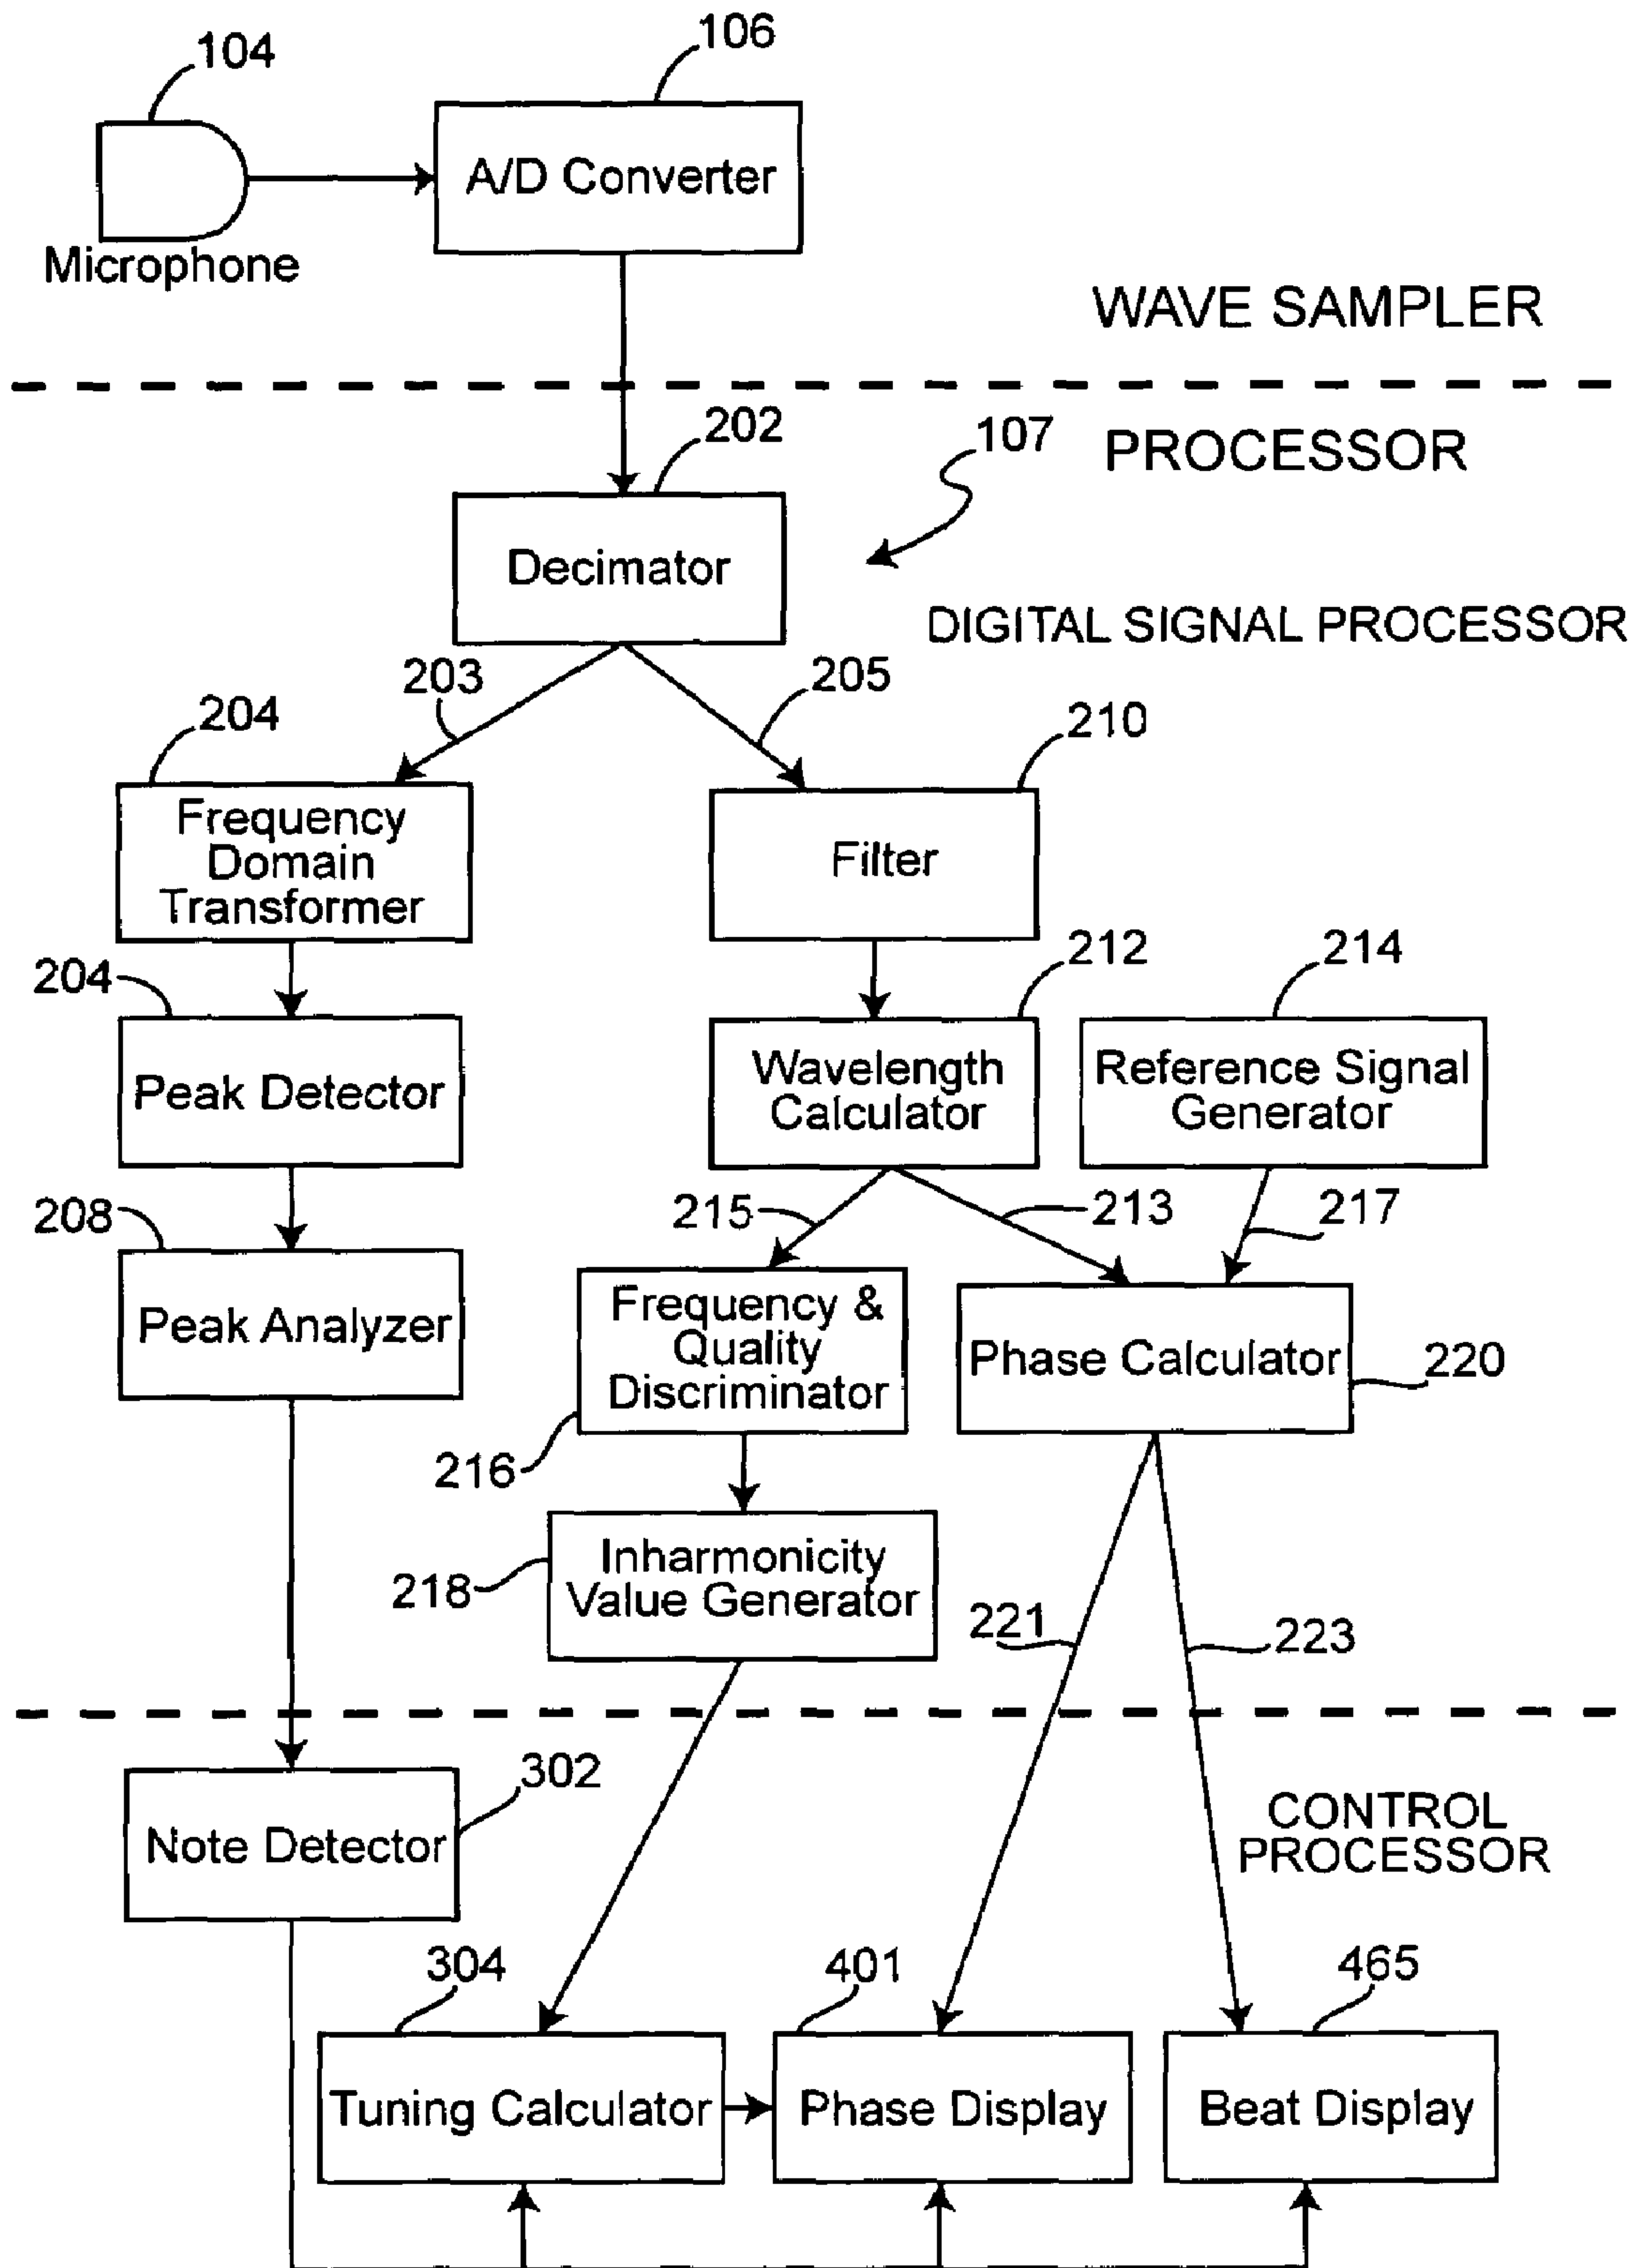 104
106
A/D Converter
Microphone
WAVE SAMPLER
202
107
PROCESSOR
Decimator
DIGITAL SIGNAL PROCESSOR
203
205
204
210
Frequency
Domain
Transformer
Filter
204
212
214
Peak Detector
Wavelength
Calculator
Reference Signal
Generator
208
215
213
217
Peak Analyzer
Frequency &
Quality
Discriminator
Phase Calculator
220
216
218
Inharmonicity
Value Generator
221
223
302
Note Detector
CONTROL
PROCESSOR
304
401
465
Tuning Calculator
Phase Display
Beat Display